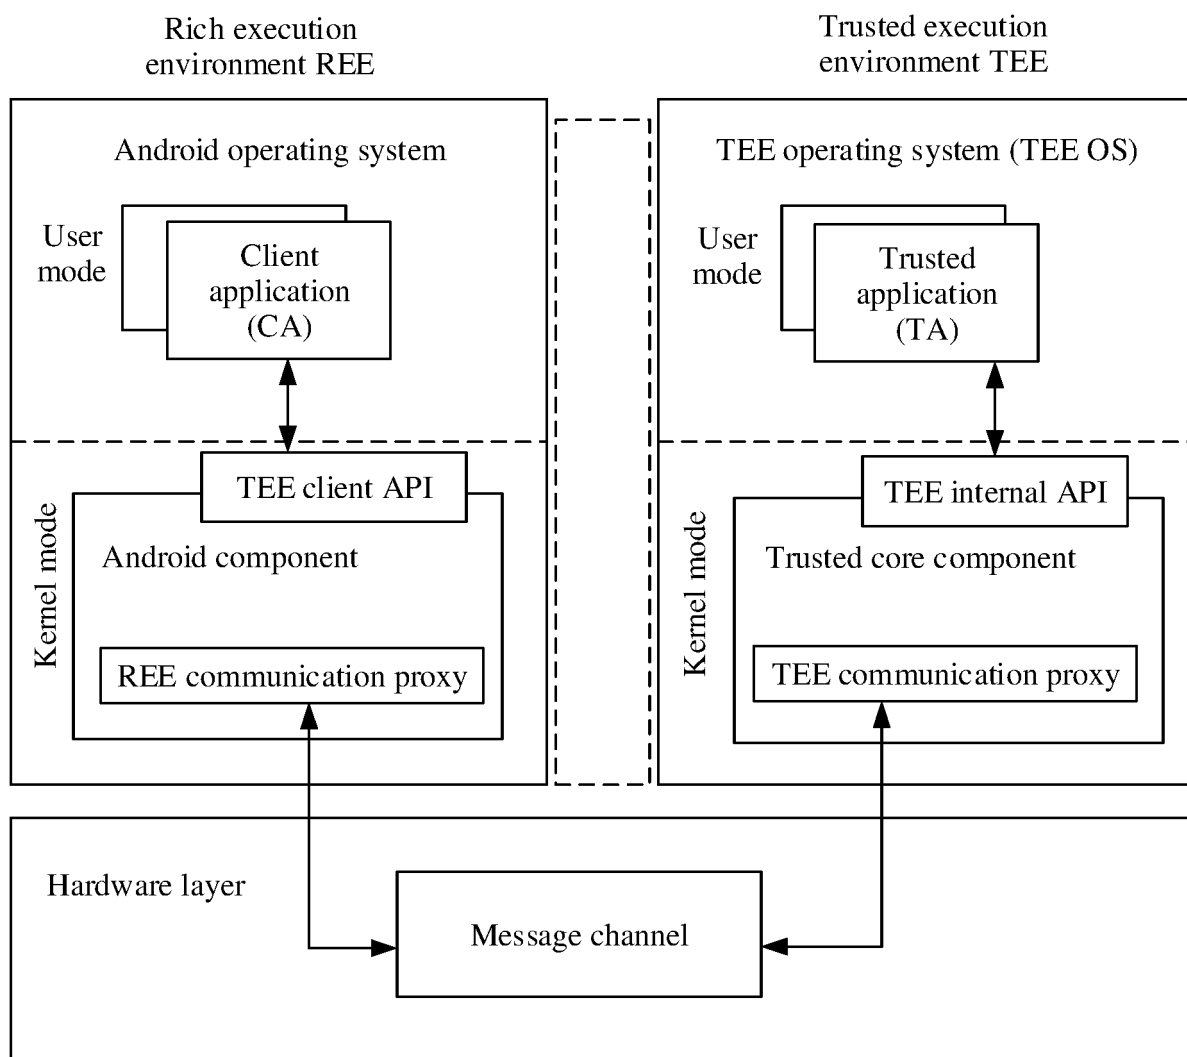 Rich execution
environment REE
Trusted execution
environment TEE
Android operating system
User
mode
Client
application
(CA)
TEE client API
Kernel mode
Android component
REE communication proxy
TEE operating system (TEE OS)
User
mode
Trusted
application
(TA)
TEE internal API
Kernel mode
Trusted core component
TEE communication proxy
Hardware layer
Message channel